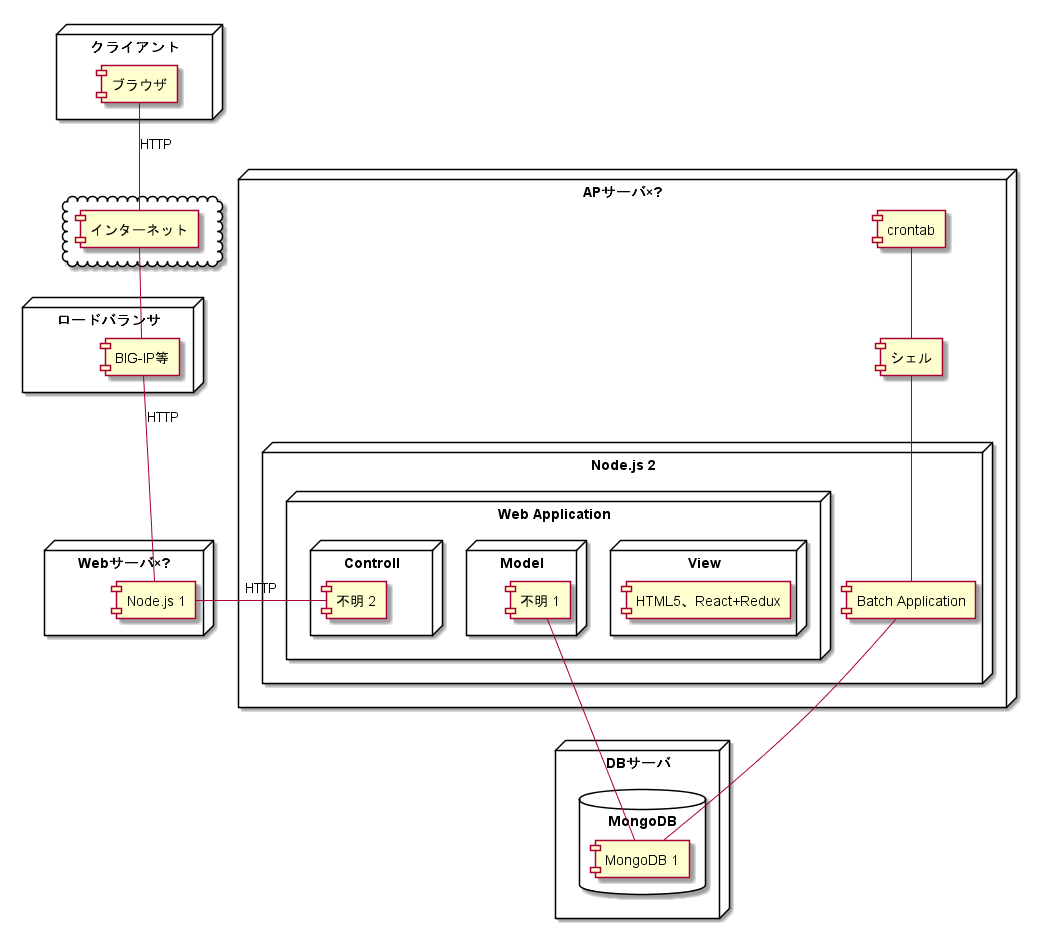 クライアント
ブラウザ
HTTP
インターネット
ロードバランサ
BIG-IP等
HTTP
Webサーバ×?
Node.js 1
HTTP
APサーバ×?
crontab
シェル
Node.js 2
Web Application
Controll
不明 2
Model
不明 1
View
HTML5、React+Redux
Batch Application
DBサーバ
MongoDB
MongoDB 1